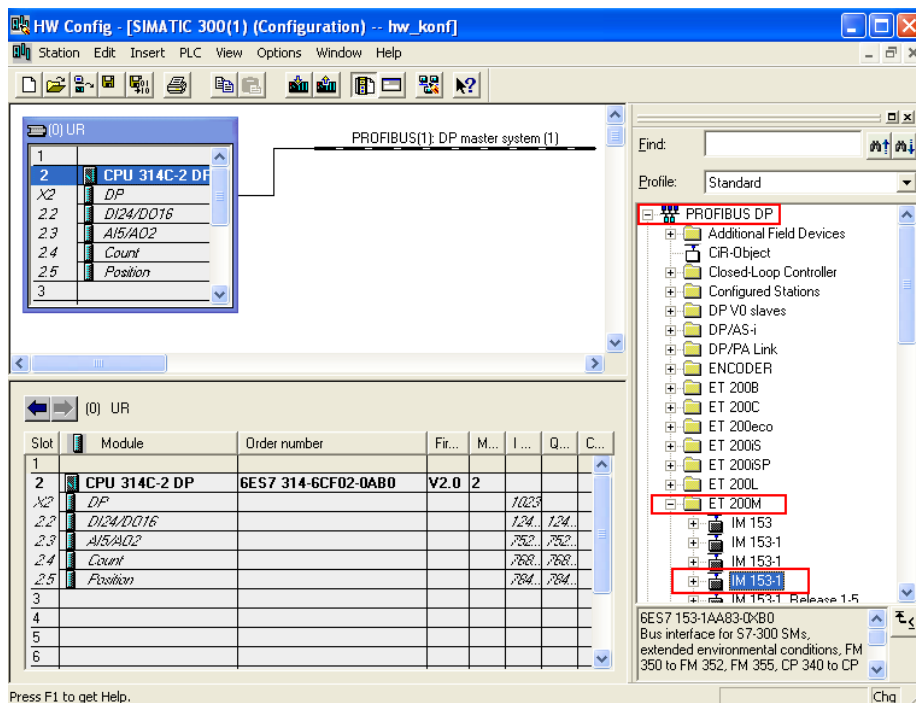 HW Config - [SIMATIC 300(1) (Configuration) -- hw_konf]
Station Edit Insert PLC View Options Window Help
(0) UR
1
2 CPU 314C-2 DP
X2 DP
2.2 DI24/DO16
2.3 AI5/AO2
2.4 Count
2.5 Position
3
PROFIBUS(1): DP master system (1)
Find:
Profile: Standard
PROFIBUS DP
Additional Field Devices
CiR-Object
Closed-Loop Controller
Configured Stations
DP V0 slaves
DP/AS-i
DP/PA Link
ENCODER
ET 200B
ET 200C
ET 200eco
ET 200iS
ET 200iSP
ET 200L
ET 200M
IM 153
IM 153-1
IM 153-1
IM 153-1
IM 153-1, Release 1-5
6ES7 153-1AA83-0XB0
Bus interface for S7-300 SMs,
extended environmental conditions, FM
350 to FM 352, FM 355, CP 340 to CP
(0) UR
Slot Module Order number Fir... M... I ... Q... C...
1
2 CPU 314C-2 DP 6ES7 314-6CF02-0AB0 V2.0 2
X2 DP 1023
2.2 DI24/DO16 124... 124...
2.3 AI5/AO2 752... 752...
2.4 Count 768... 768...
2.5 Position 784... 784...
3
4
5
6
Press F1 to get Help.
Chg